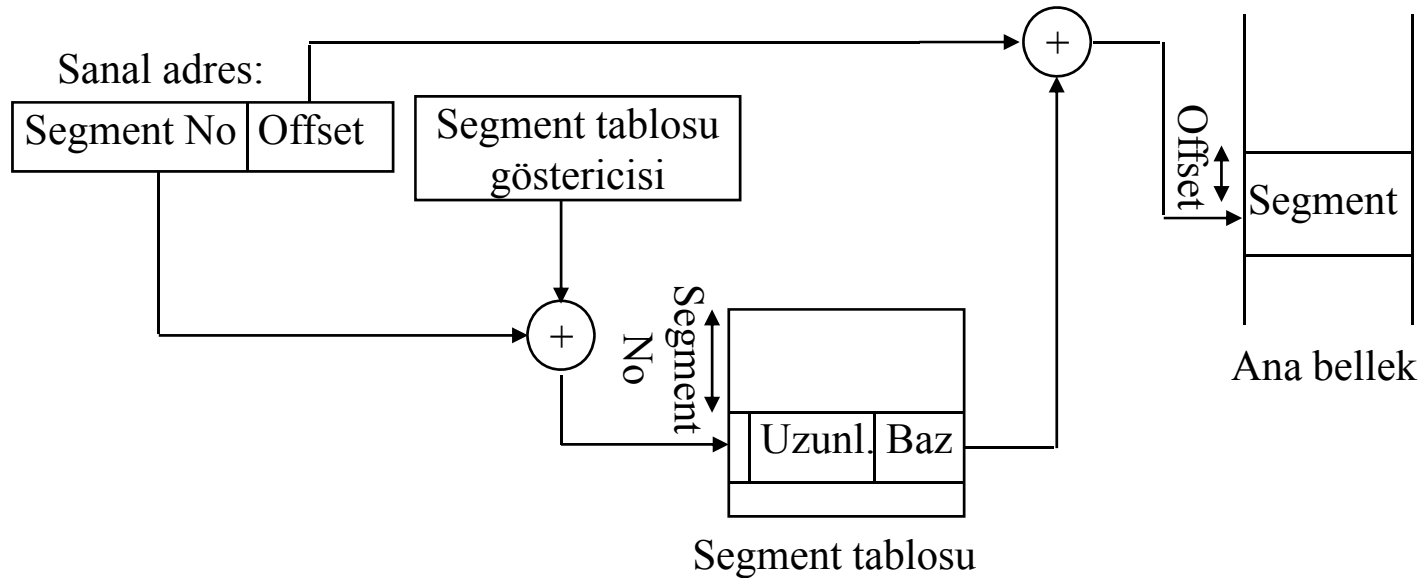 Sanal adres:
Segment No
Offset
Segment tablosu
göstericisi
+
Offset
Segment
Ana bellek
+
Segment
No
Uzunl.
Baz
Segment tablosu